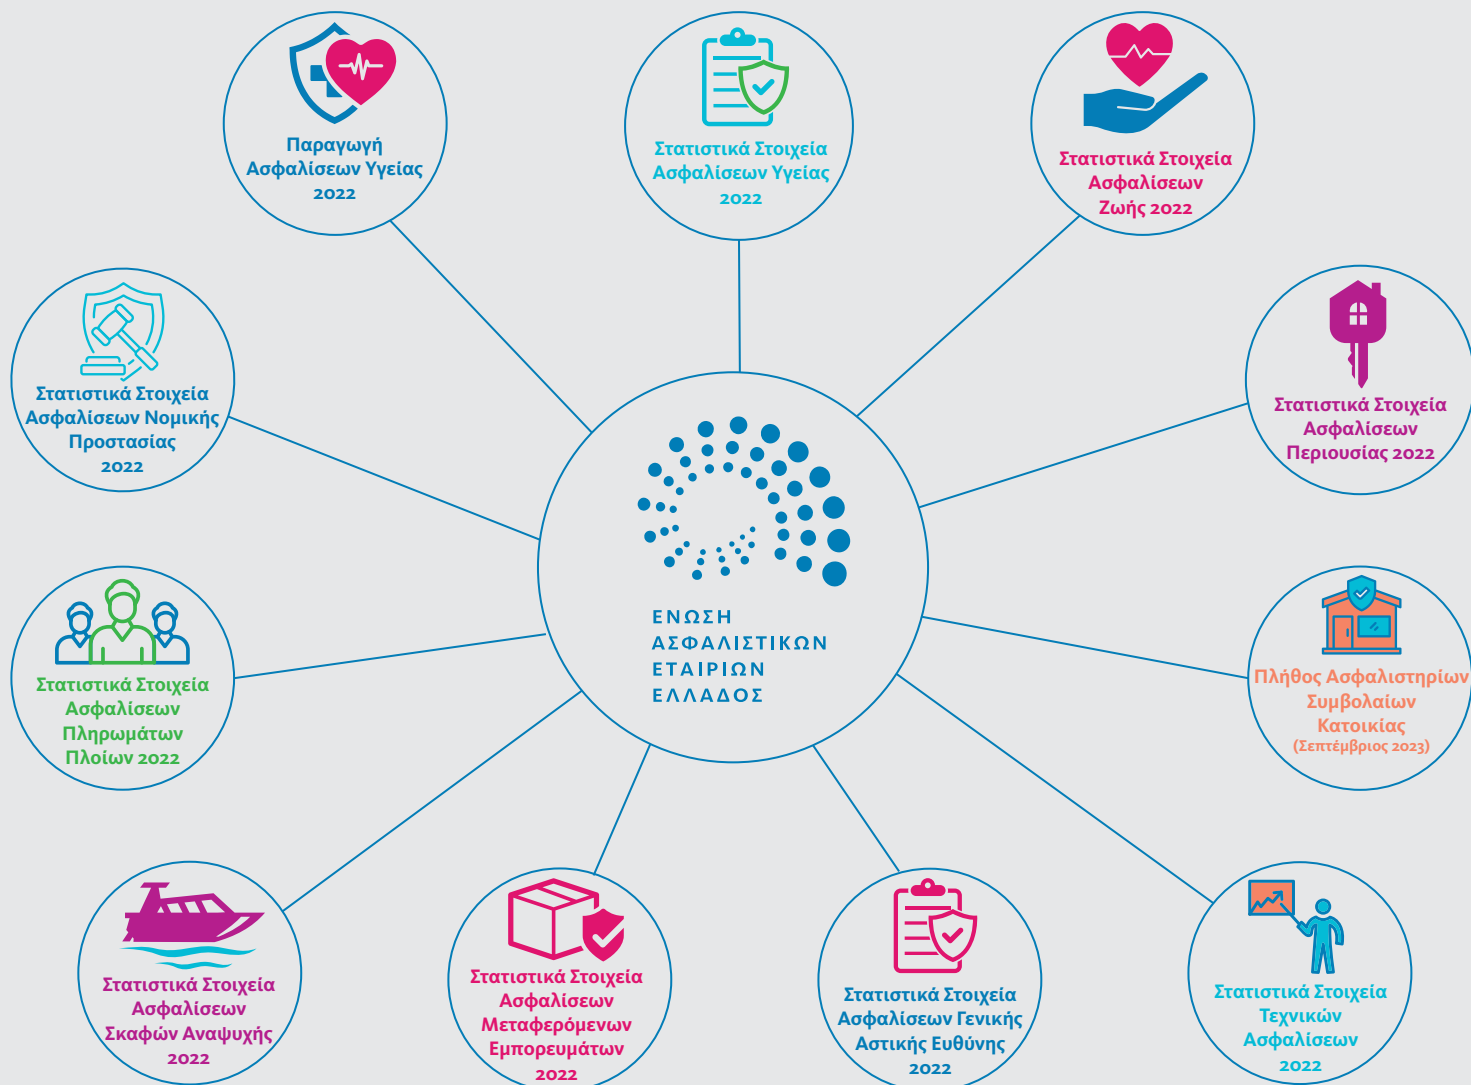 Παραγωγή
Ασφαλίσεων Υγείας
2022
Στατιστικά Στοιχεία
Ασφαλίσεων Υγείας
2022
Στατιστικά Στοιχεία
Ασφαλίσεων
Ζωής 2022
Στατιστικά Στοιχεία
Ασφαλίσεων Νομικής
Προστασίας
2022
Στατιστικά Στοιχεία
Ασφαλίσεων
Περιουσίας 2022
ΕΝΩΣΗ
ΑΣΦΑΛΙΣΤΙΚΩΝ
ΕΤΑΙΡΙΩΝ
ΕΛΛΑΔΟΣ
Στατιστικά Στοιχεία
Ασφαλίσεων
Πληρωμάτων
Πλοίων 2022
Πλήθος Ασφαλιστηρίων
Συμβολαίων
Κατοικίας
(Σεπτέμβριος 2023)
Στατιστικά Στοιχεία
Ασφαλίσεων
Σκαφών Αναψυχής
2022
Στατιστικά Στοιχεία
Ασφαλίσεων
Μεταφερόμενων
Εμπορευμάτων
2022
Στατιστικά Στοιχεία
Ασφαλίσεων Γενικής
Αστικής Ευθύνης
2022
Στατιστικά Στοιχεία
Τεχνικών
Ασφαλίσεων
2022